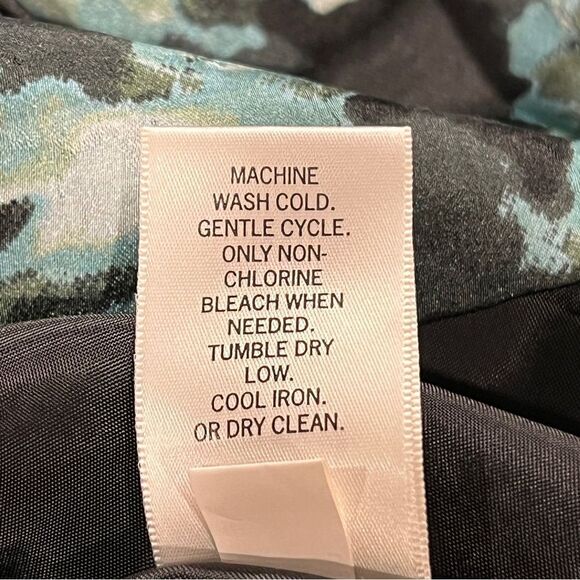 MACHINE
WASH COLD.
GENTLE CYCLE.
ONLY NON-
CHLORINE
BLEACH WHEN
NEEDED.
TUMBLE DRY
LOW.
COOL IRON.
OR DRY CLEAN.